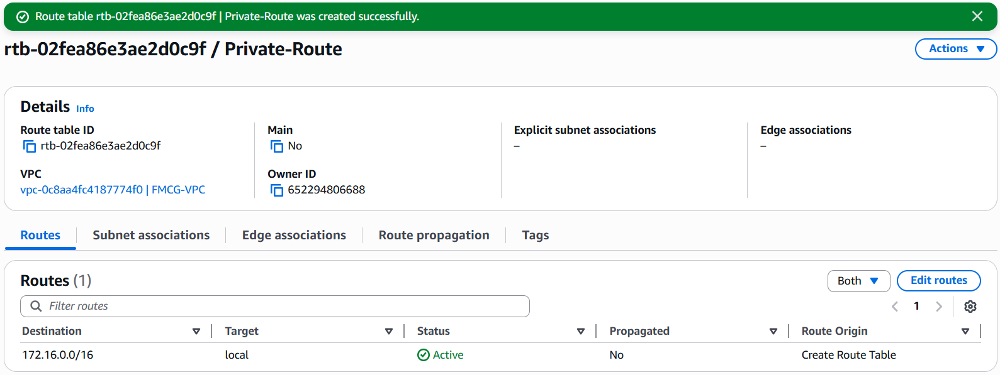 Route table rtb-02fea86e3ae2d0c9f | Private-Route was created successfully.
rtb-02fea86e3ae2d0c9f / Private-Route
Actions
Details Info
Route table ID
rtb-02fea86e3ae2d0c9f
Main
No
Explicit subnet associations
–
Edge associations
–
VPC
vpc-0c8aa4fc4187774f0 | FMCG-VPC
Owner ID
652294806688
Routes Subnet associations Edge associations Route propagation Tags
Routes (1)
Both Edit routes
Filter routes
1
Destination Target Status Propagated Route Origin
172.16.0.0/16 local Active No Create Route Table